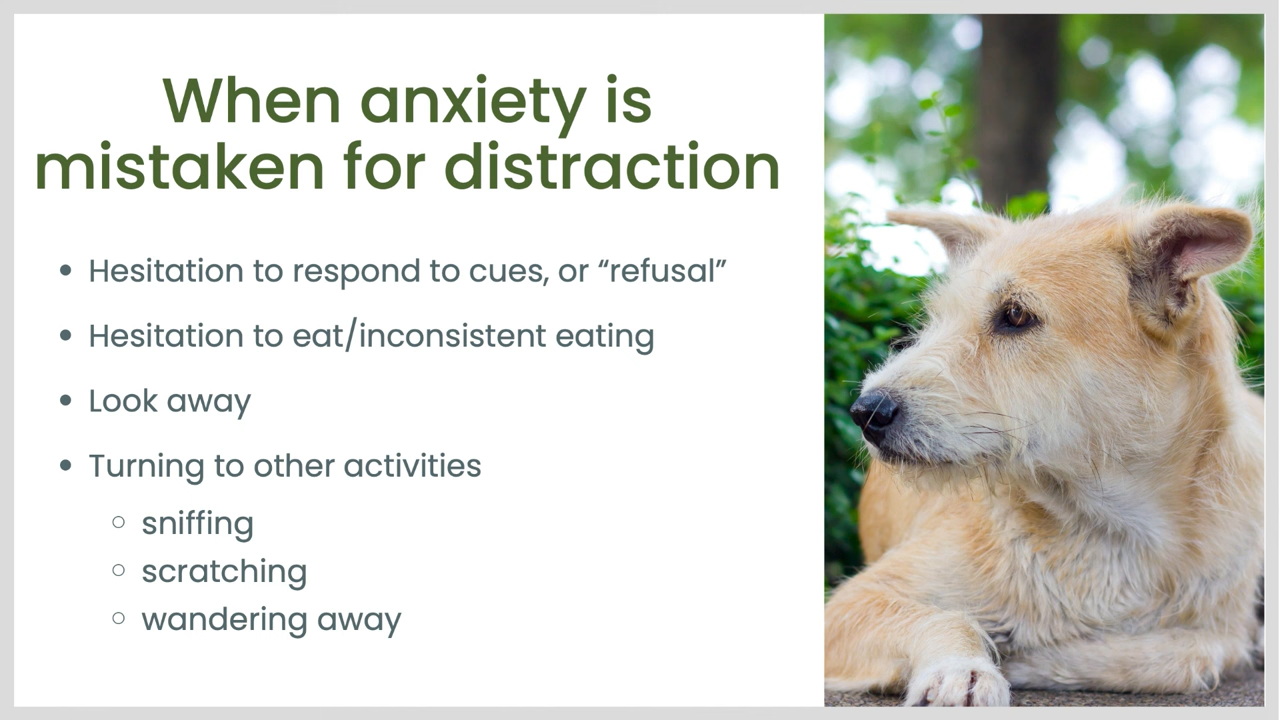 When anxiety is
mistaken for distraction
• Hesitation to respond to cues, or “refusal”
• Hesitation to eat/inconsistent eating
• Look away
• Turning to other activities
○ sniffing
○ scratching
○ wandering away